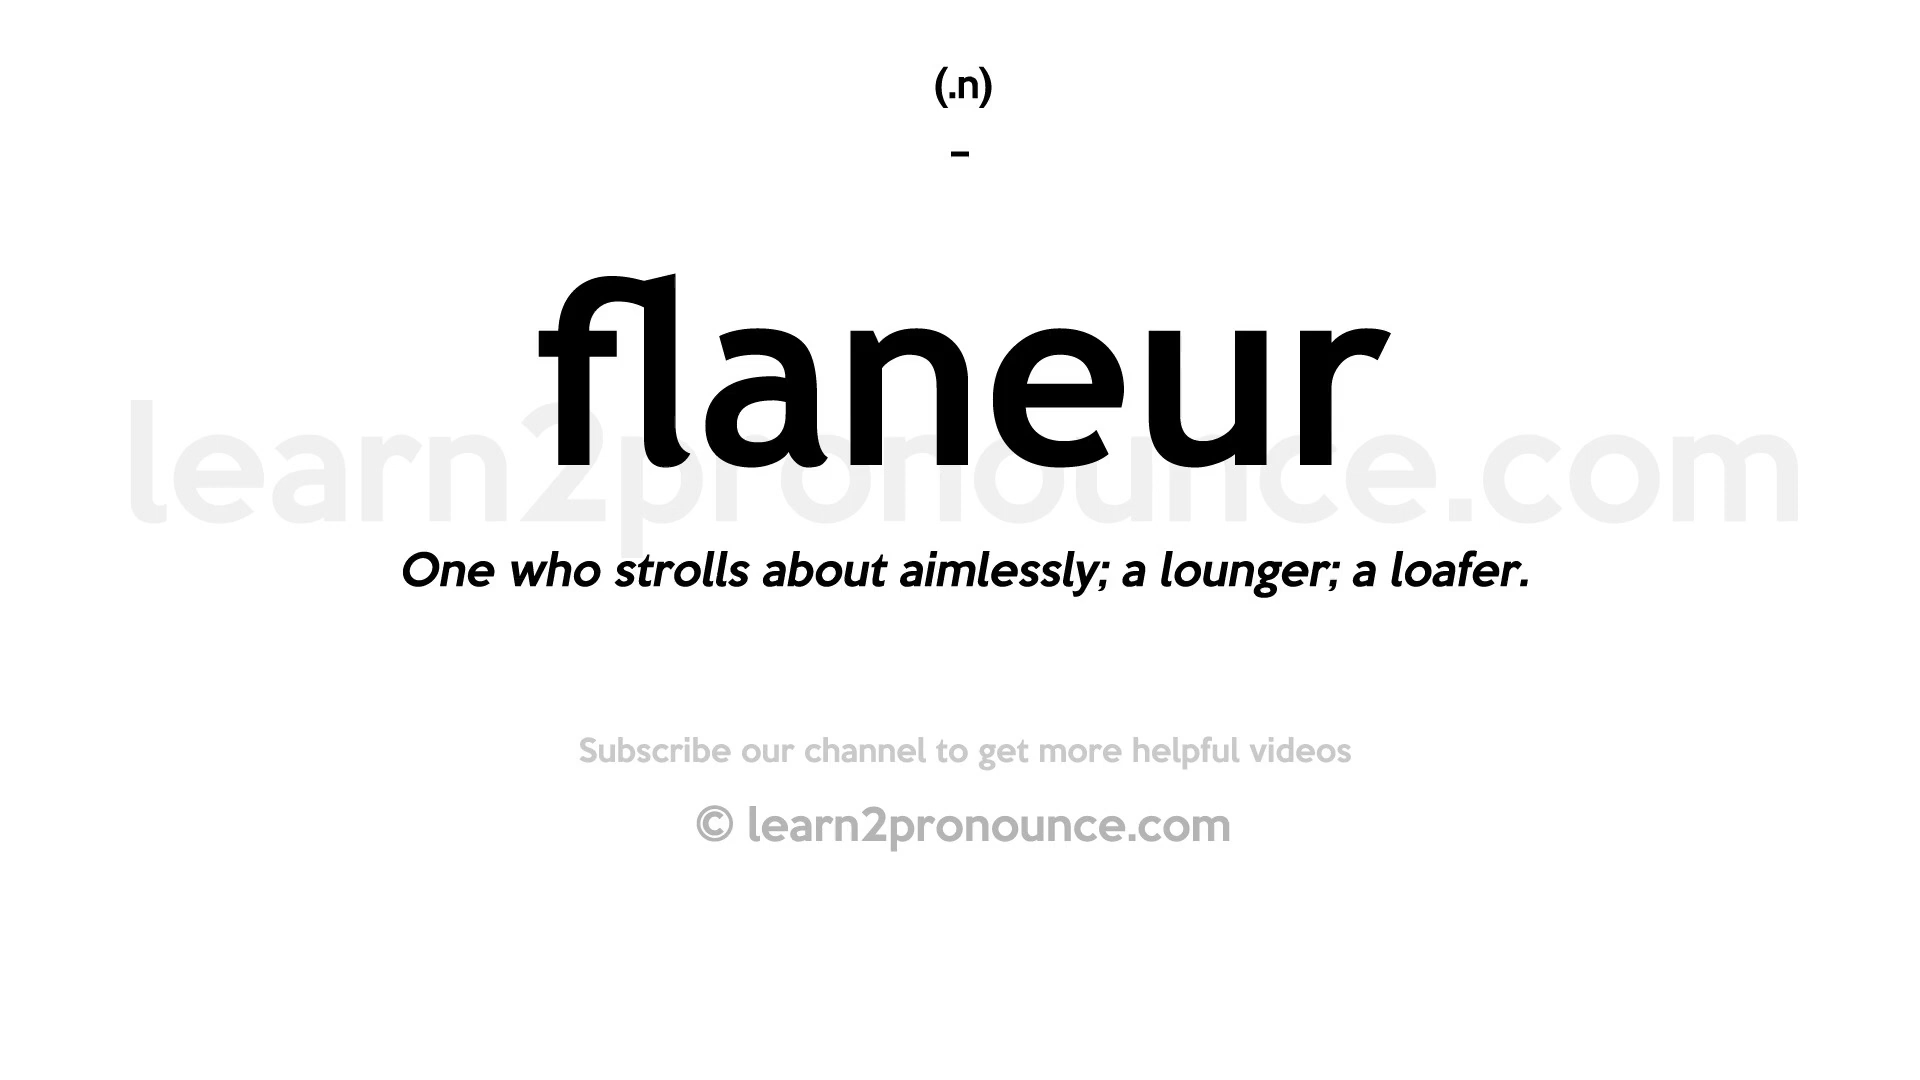 (.n)
–
flaneur
learn2pronounce.com
One who strolls about aimlessly; a lounger; a loafer.
Subscribe our channel to get more helpful videos
© learn2pronounce.com